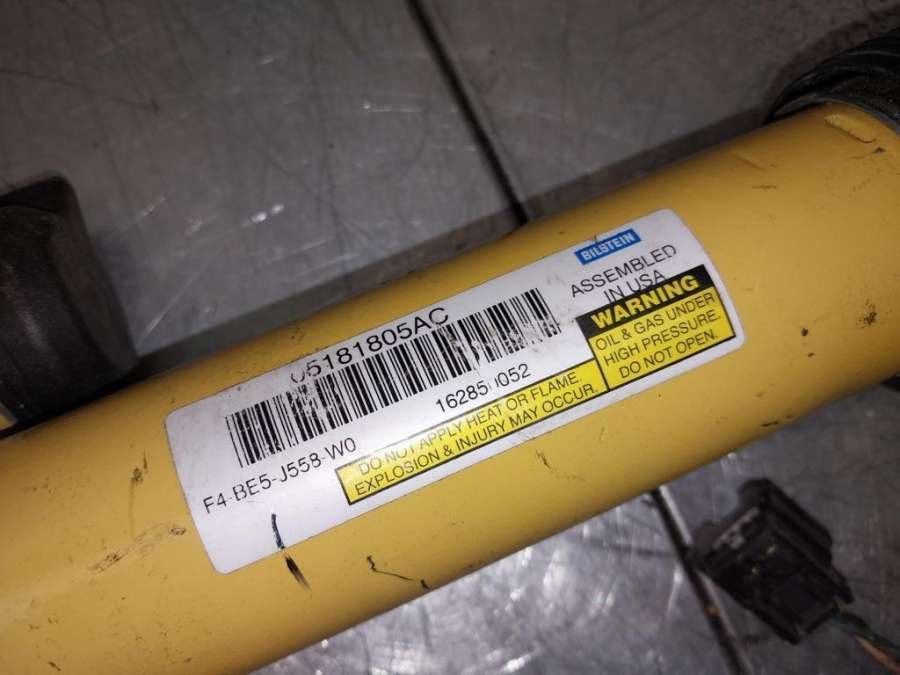 BILSTEIN
ASSEMBLED
IN USA
05181805AC
F4-BE5-J558-W0
WARNING
OIL & GAS UNDER
HIGH PRESSURE.
DO NOT OPEN.
DO NOT APPLY HEAT OR FLAME.
EXPLOSION & INJURY MAY OCCUR.